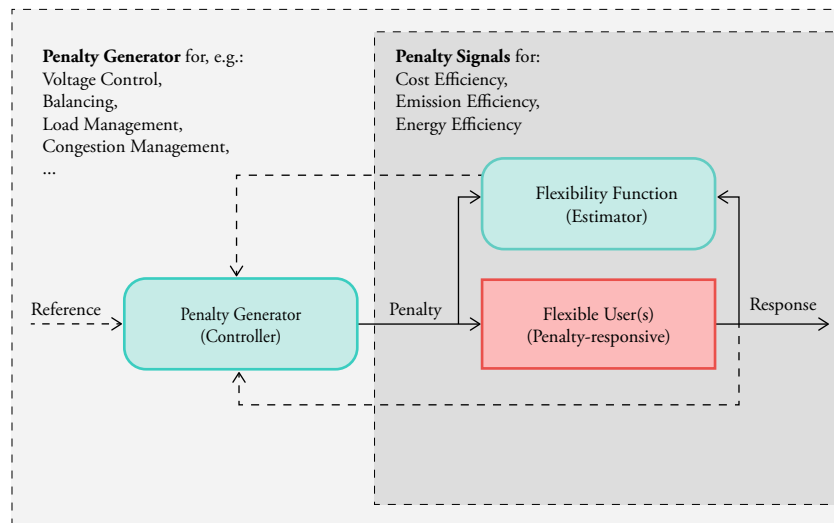 Penalty Generator for, e.g.:
Voltage Control,
Balancing,
Load Management,
Congestion Management,
...
Penalty Signals for:
Cost Efficiency,
Emission Efficiency,
Energy Efficiency
Flexibility Function
(Estimator)
Reference
Penalty Generator
(Controller)
Penalty
Flexible User(s)
(Penalty-responsive)
Response